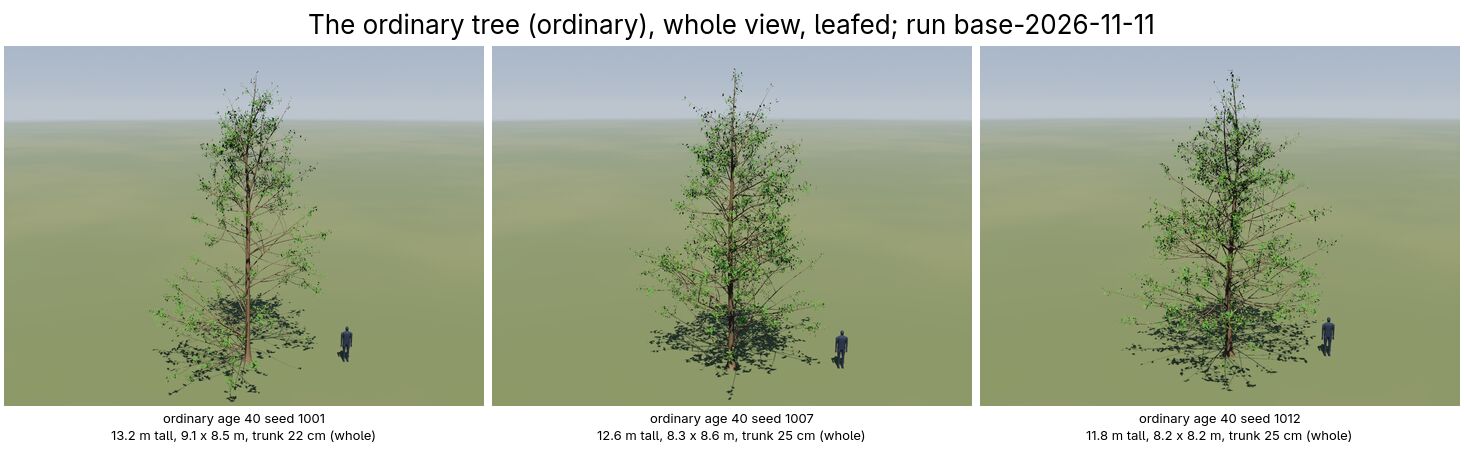 The ordinary tree (ordinary), whole view, leafed; run base-2026-11-11
ordinary age 40 seed 1001
13.2 m tall, 9.1 x 8.5 m, trunk 22 cm (whole)
ordinary age 40 seed 1007
12.6 m tall, 8.3 x 8.6 m, trunk 25 cm (whole)
ordinary age 40 seed 1012
11.8 m tall, 8.2 x 8.2 m, trunk 25 cm (whole)